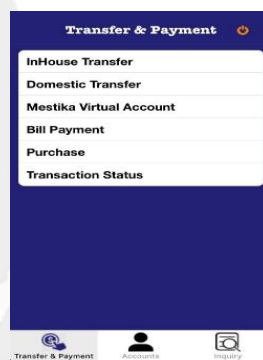 Transfer & Payment
InHouse Transfer
Domestic Transfer
Mestika Virtual Account
Bill Payment
Purchase
Transaction Status
Transfer & Payment
Accounts
Inquiry